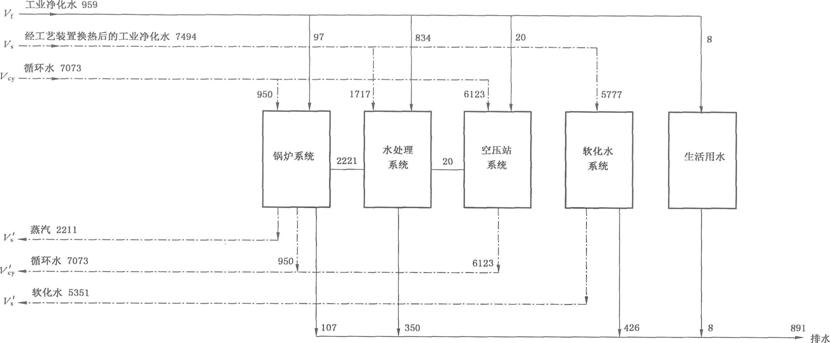 Vf 工业净化水 959
97 834 20 8
Vs 经工艺装置换热后的工业净化水 7494
Vcy 循环水 7073
950 1717 6123 5777
锅炉系统 2221 水处理系统 20 空压站系统 软化水系统 生活用水
Vs′ 蒸汽 2211
Vcy′ 循环水 7073 950 6123
Vs′ 软化水 5351
107 350 426 8 891
排水